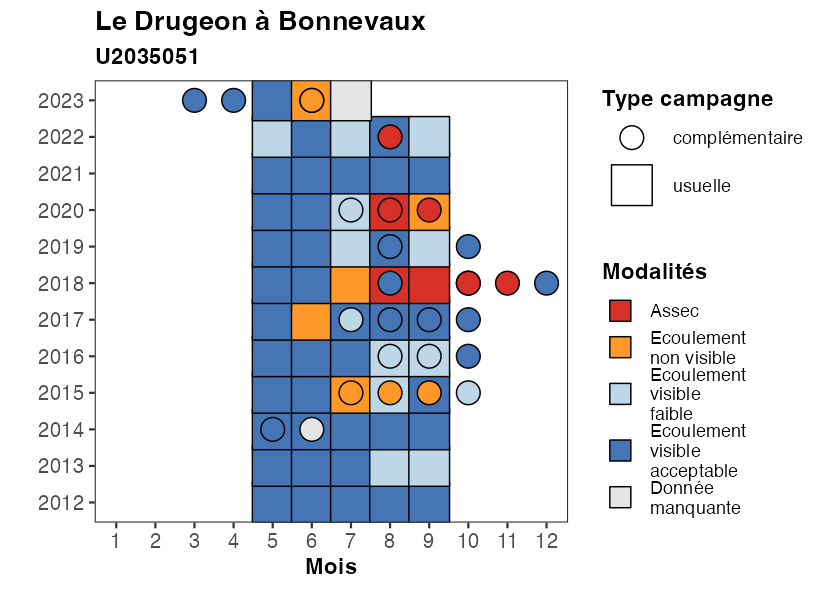 Le Drugeon à Bonnevaux
U2035051
2023
2022
2021
2020
2019
2018
2017
2016
2015
2014
2013
2012
1 2 3 4 5 6 7 8 9 10 11 12
Mois
Type campagne
complémentaire
usuelle
Modalités
Assec
Ecoulement
non visible
Ecoulement
visible
faible
Ecoulement
visible
acceptable
Donnée
manquante